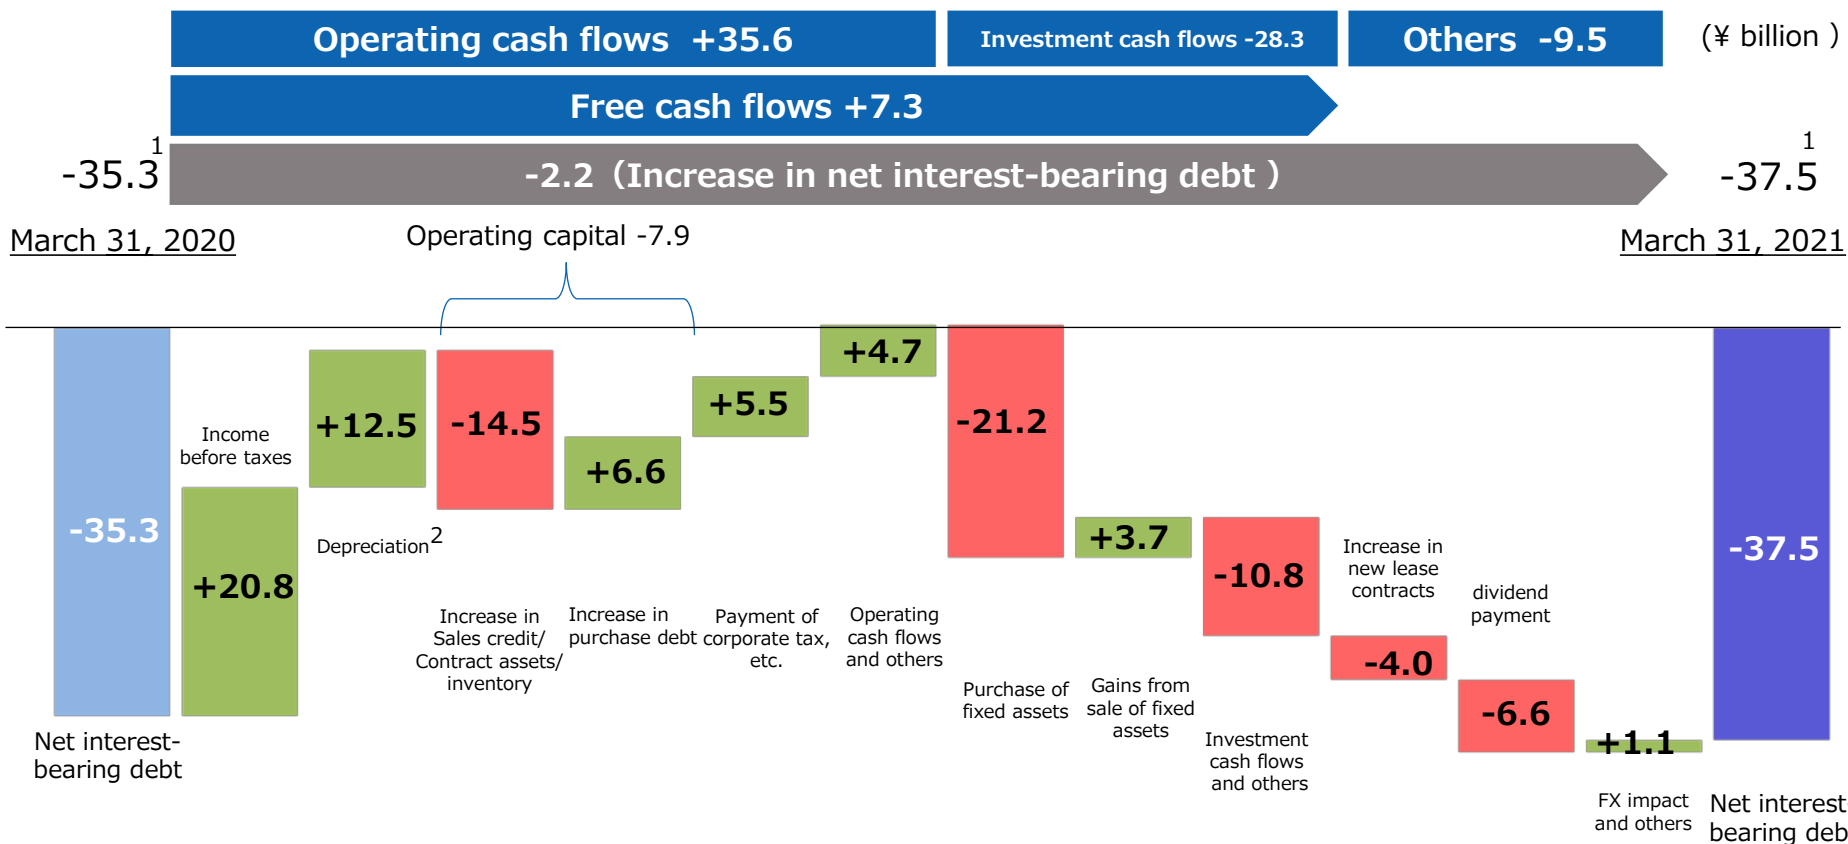 Operating cash flows +35.6
Investment cash flows -28.3
Others -9.5
(¥ billion )
Free cash flows +7.3
-35.3 1
-2.2 (Increase in net interest-bearing debt )
-37.5 1
March 31, 2020
Operating capital -7.9
March 31, 2021
-35.3
Net interest-
bearing debt
Income
before taxes
+20.8
+12.5
Depreciation2
-14.5
Increase in
Sales credit/
Contract assets/
inventory
+6.6
Increase in
purchase debt
+5.5
Payment of
corporate tax,
etc.
+4.7
Operating
cash flows
and others
-21.2
Purchase of
fixed assets
+3.7
Gains from
sale of fixed
assets
-10.8
Investment
cash flows
and others
Increase in
new lease
contracts
-4.0
dividend
payment
-6.6
+1.1
FX impact
and others
-37.5
Net interest
bearing deb